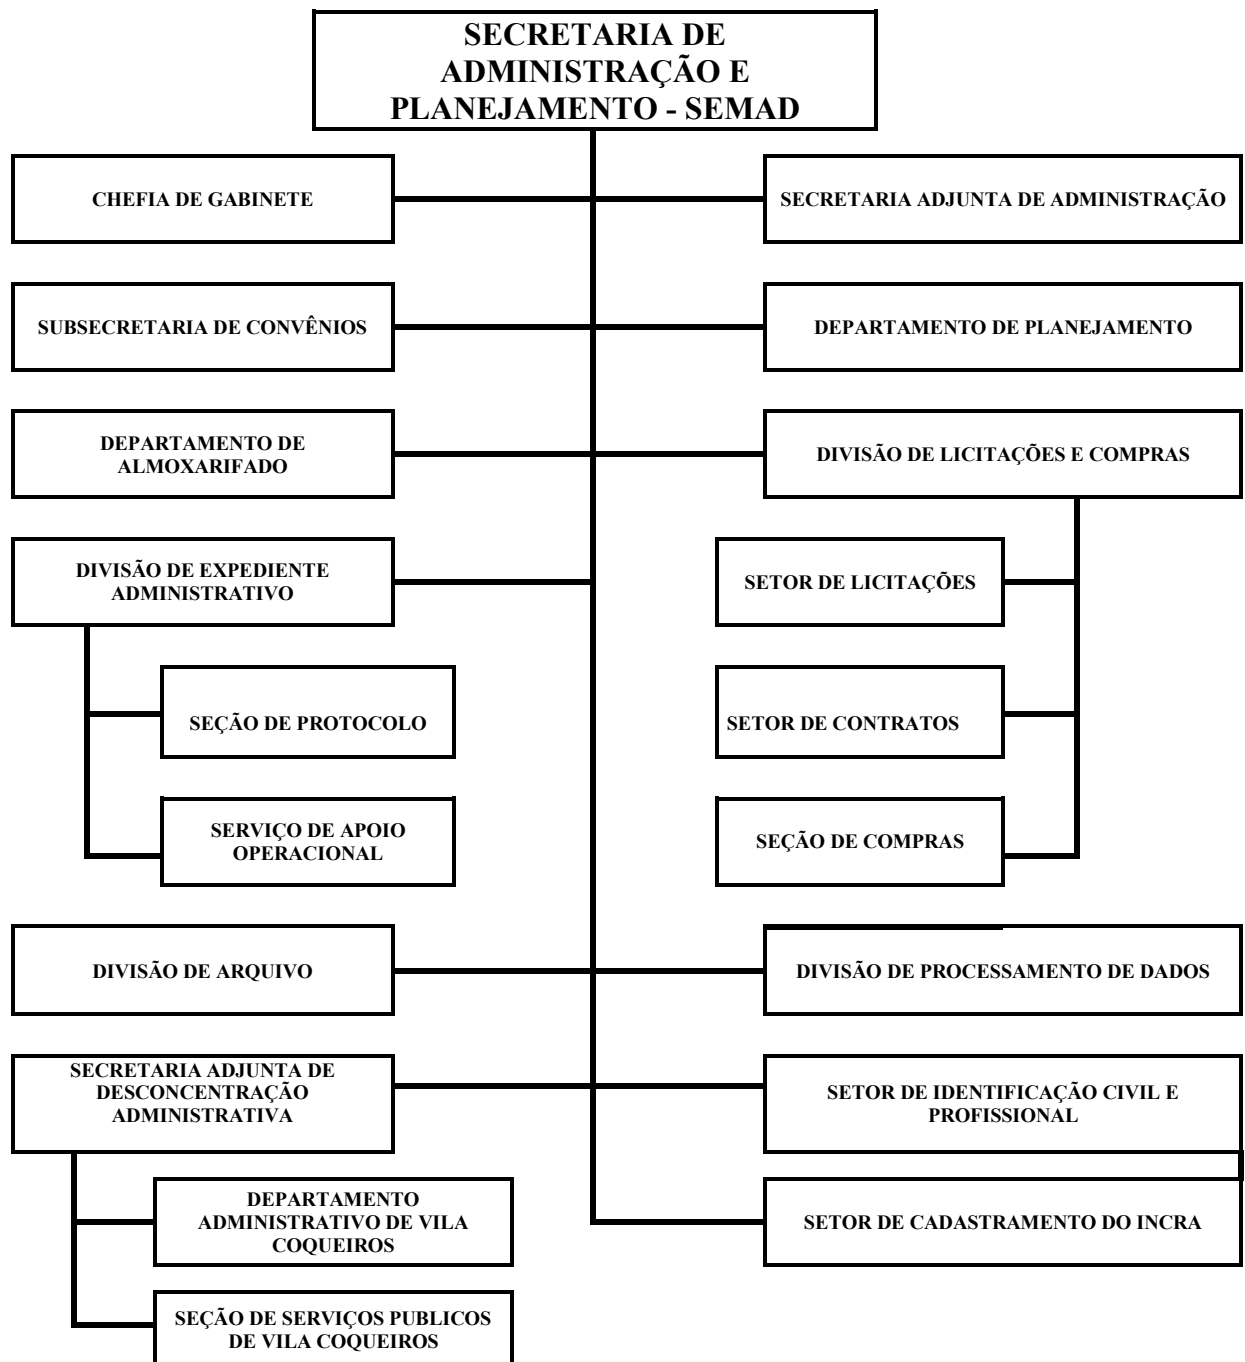 SECRETARIA DE
ADMINISTRAÇÃO E
PLANEJAMENTO - SEMAD
CHEFIA DE GABINETE
SECRETARIA ADJUNTA DE ADMINISTRAÇÃO
SUBSECRETARIA DE CONVÊNIOS
DEPARTAMENTO DE PLANEJAMENTO
DEPARTAMENTO DE
ALMOXARIFADO
DIVISÃO DE LICITAÇÕES E COMPRAS
DIVISÃO DE EXPEDIENTE
ADMINISTRATIVO
SETOR DE LICITAÇÕES
SEÇÃO DE PROTOCOLO
SETOR DE CONTRATOS
SERVIÇO DE APOIO
OPERACIONAL
SEÇÃO DE COMPRAS
DIVISÃO DE ARQUIVO
DIVISÃO DE PROCESSAMENTO DE DADOS
SECRETARIA ADJUNTA DE
DESCONCENTRAÇÃO
ADMINISTRATIVA
SETOR DE IDENTIFICAÇÃO CIVIL E
PROFISSIONAL
DEPARTAMENTO
ADMINISTRATIVO DE VILA
COQUEIROS
SETOR DE CADASTRAMENTO DO INCRA
SEÇÃO DE SERVIÇOS PUBLICOS
DE VILA COQUEIROS